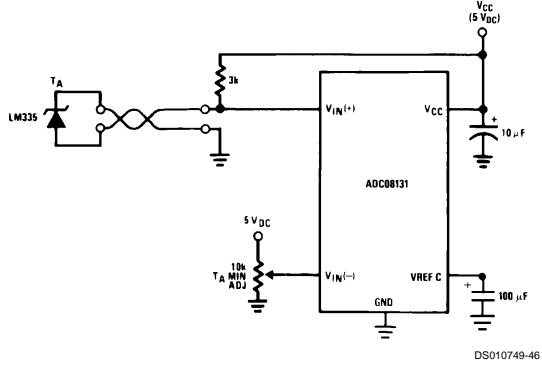 VCC
(5 VDC)
3k
TA
LM335
VIN(+)
VCC
+
10 μF
ADC08131
5 VDC
10k
TA MIN
ADJ
VIN(–)
VREF C
+
100 μF
GND
DS010749-46